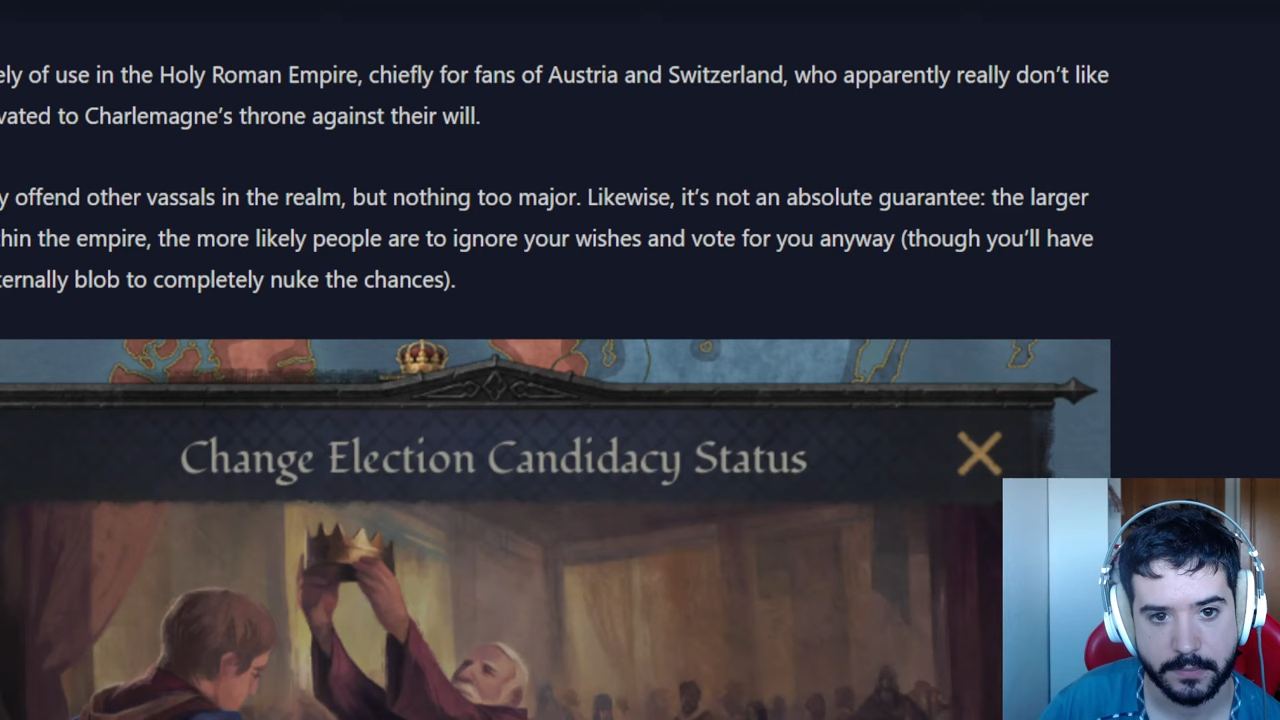 ely of use in the Holy Roman Empire, chiefly for fans of Austria and Switzerland, who apparently really don’t like
vated to Charlemagne’s throne against their will.
y offend other vassals in the realm, but nothing too major. Likewise, it’s not an absolute guarantee: the larger
hin the empire, the more likely people are to ignore your wishes and vote for you anyway (though you’ll have
ternally blob to completely nuke the chances).
Change Election Candidacy Status